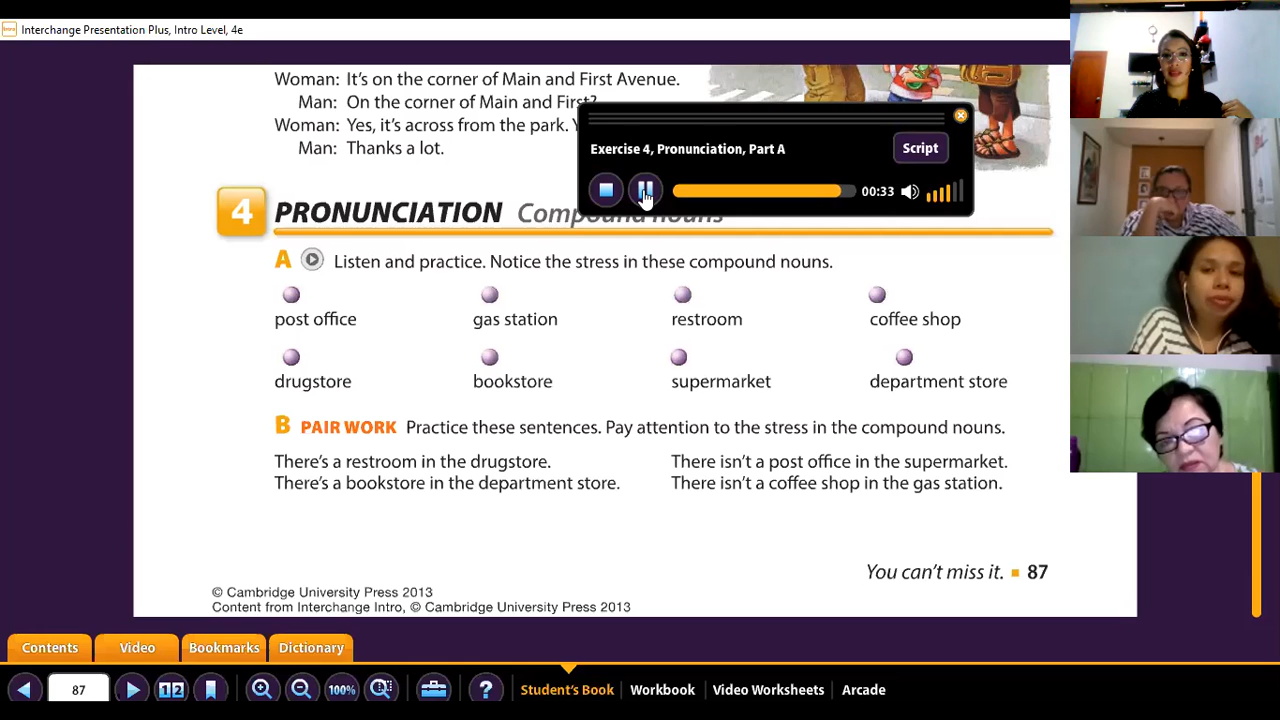 Interchange Presentation Plus, Intro Level, 4e
Woman: It's on the corner of Main and First Avenue.
Man: On the corner of Main and First?
Woman: Yes, it's across from the park.
Man: Thanks a lot.
Exercise 4, Pronunciation, Part A
Script
00:33
4 PRONUNCIATION Compound nouns
A Listen and practice. Notice the stress in these compound nouns.
post office gas station restroom coffee shop
drugstore bookstore supermarket department store
B PAIR WORK Practice these sentences. Pay attention to the stress in the compound nouns.
There's a restroom in the drugstore. There isn't a post office in the supermarket.
There's a bookstore in the department store. There isn't a coffee shop in the gas station.
You can't miss it. 87
© Cambridge University Press 2013
Content from Interchange Intro, © Cambridge University Press 2013
Contents Video Bookmarks Dictionary
87 1 2 100% ? Student's Book Workbook Video Worksheets Arcade